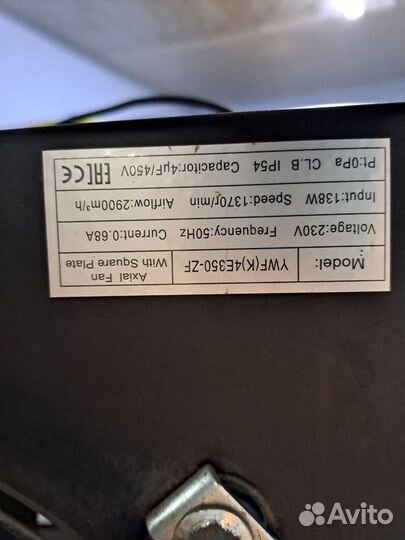 Model: YWF(K)4E350-ZF Axial Fan
With Square Plate
Voltage:230V Frequency:50Hz Current:0.68A
Input:138W Speed:1370r/min Airflow:2900m³/h
Pt:0Pa CL.B IP54 Capacitor:4µF/450V EAC CE
Avito